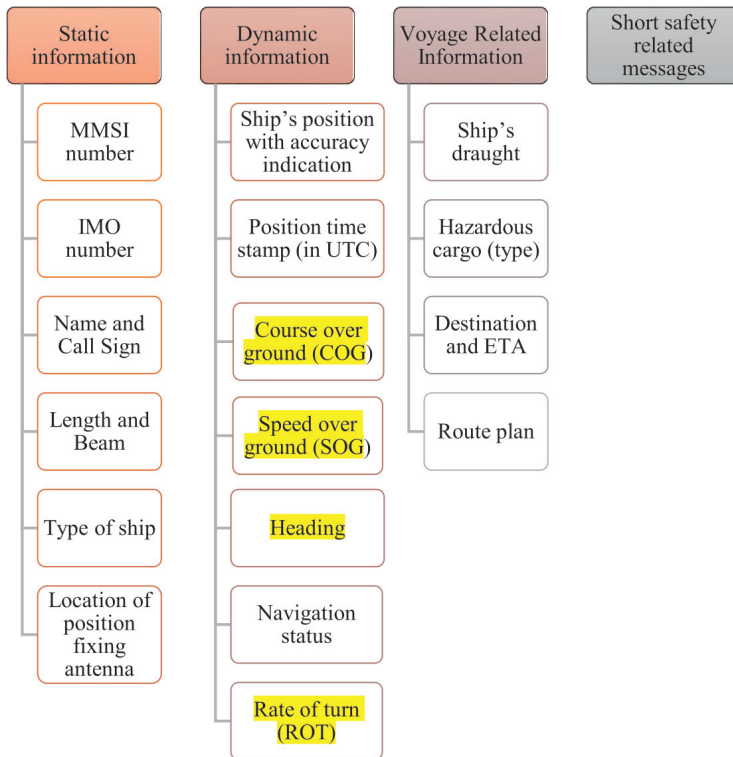 Static
information
MMSI
number
IMO
number
Name and
Call Sign
Length and
Beam
Type of ship
Location of
position
fixing
antenna
Dynamic
information
Ship's position
with accuracy
indication
Position time
stamp (in UTC)
Course over
ground (COG)
Speed over
ground (SOG)
Heading
Navigation
status
Rate of turn
(ROT)
Voyage Related
Information
Ship's
draught
Hazardous
cargo (type)
Destination
and ETA
Route plan
Short safety
related
messages